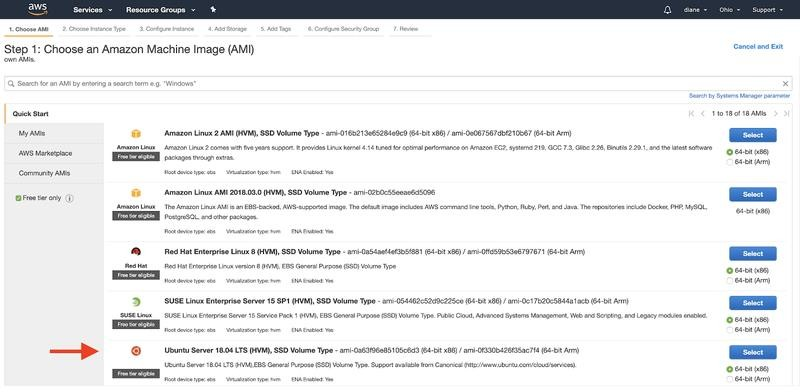 aws Services Resource Groups diane Ohio Support
1. Choose AMI 2. Choose Instance Type 3. Configure Instance 4. Add Storage 5. Add Tags 6. Configure Security Group 7. Review
Step 1: Choose an Amazon Machine Image (AMI)
Cancel and Exit
own AMIs.
Search for an AMI by entering a search term e.g. "Windows"
Search by Systems Manager parameter
Quick Start
1 to 18 of 18 AMIs
My AMIs
AWS Marketplace
Community AMIs
Free tier only
Amazon Linux
Free tier eligible
Amazon Linux 2 AMI (HVM), SSD Volume Type - ami-016b213e65284e9c9 (64-bit x86) / ami-0e067567dbf210b67 (64-bit Arm)
Amazon Linux 2 comes with five years support. It provides Linux kernel 4.14 tuned for optimal performance on Amazon EC2, systemd 219, GCC 7.3, Glibc 2.26, Binutils 2.29.1, and the latest software
packages through extras.
Root device type: ebs Virtualization type: hvm ENA Enabled: Yes
Select
64-bit (x86)
64-bit (Arm)
Amazon Linux
Free tier eligible
Amazon Linux AMI 2018.03.0 (HVM), SSD Volume Type - ami-02b0c55eeae6d5096
The Amazon Linux AMI is an EBS-backed, AWS-supported image. The default image includes AWS command line tools, Python, Ruby, Perl, and Java. The repositories include Docker, PHP, MySQL,
PostgreSQL, and other packages.
Root device type: ebs Virtualization type: hvm ENA Enabled: Yes
Select
64-bit (x86)
Red Hat
Free tier eligible
Red Hat Enterprise Linux 8 (HVM), SSD Volume Type - ami-0a54aef4ef3b5f881 (64-bit x86) / ami-0ffd59b53e6797671 (64-bit Arm)
Red Hat Enterprise Linux version 8 (HVM), EBS General Purpose (SSD) Volume Type
Root device type: ebs Virtualization type: hvm ENA Enabled: Yes
Select
64-bit (x86)
64-bit (Arm)
SUSE Linux
Free tier eligible
SUSE Linux Enterprise Server 15 SP1 (HVM), SSD Volume Type - ami-054462c52d9c225ce (64-bit x86) / ami-0c17b20c5844a1acb (64-bit Arm)
SUSE Linux Enterprise Server 15 Service Pack 1 (HVM), EBS General Purpose (SSD) Volume Type. Public Cloud, Advanced Systems Management, Web and Scripting, and Legacy modules enabled.
Root device type: ebs Virtualization type: hvm ENA Enabled: Yes
Select
64-bit (x86)
64-bit (Arm)
Free tier eligible
Ubuntu Server 18.04 LTS (HVM), SSD Volume Type - ami-0a63f96e85105c6d3 (64-bit x86) / ami-0f330b426f35ac7f4 (64-bit Arm)
Ubuntu Server 18.04 LTS (HVM),EBS General Purpose (SSD) Volume Type. Support available from Canonical (http://www.ubuntu.com/cloud/services).
Root device type: ebs Virtualization type: hvm ENA Enabled: Yes
Select
64-bit (x86)
64-bit (Arm)